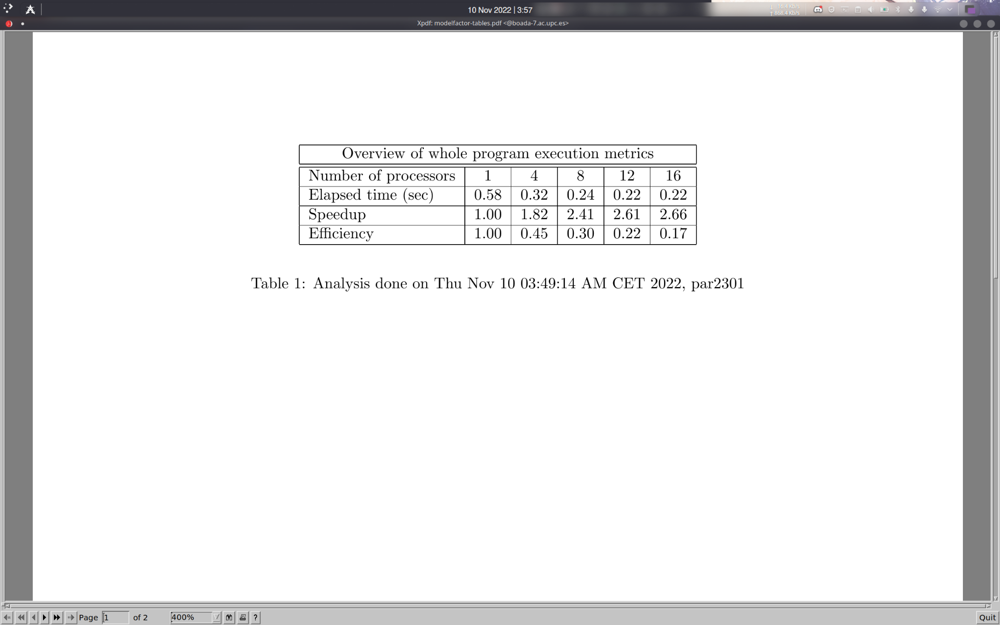 10 Nov 2022 | 3:57
16.4 Kb/s
868.4 Kb/s
Xpdf: modelfactor-tables.pdf <@boada-7.ac.upc.es>
Overview of whole program execution metrics
Number of processors 1 4 8 12 16
Elapsed time (sec) 0.58 0.32 0.24 0.22 0.22
Speedup 1.00 1.82 2.41 2.61 2.66
Efficiency 1.00 0.45 0.30 0.22 0.17
Table 1: Analysis done on Thu Nov 10 03:49:14 AM CET 2022, par2301
Page 1 of 2 400% ? Quit